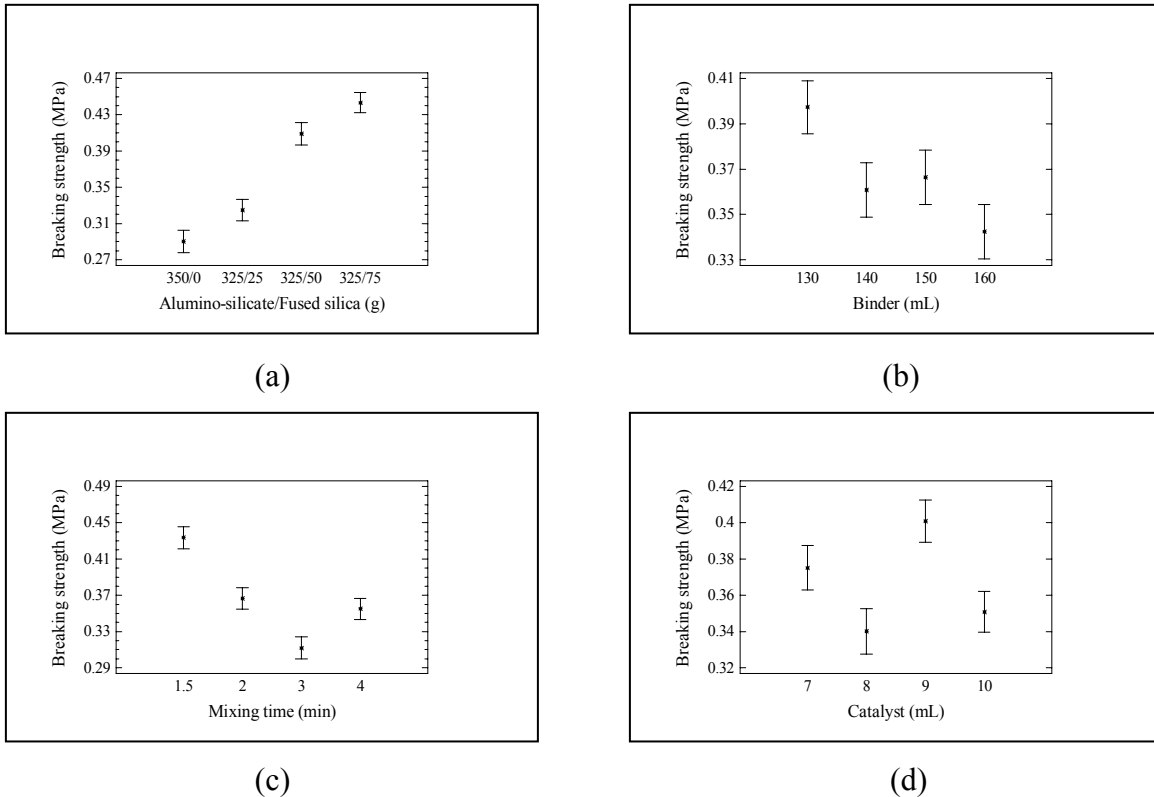 Breaking strength (MPa)
0.47
0.43
0.39
0.35
0.31
0.27
350/0 325/25 325/50 325/75
Alumino-silicate/Fused silica (g)
(a)
Breaking strength (MPa)
0.41
0.39
0.37
0.35
0.33
130 140 150 160
Binder (mL)
(b)
Breaking strength (MPa)
0.49
0.45
0.41
0.37
0.33
0.29
1.5 2 3 4
Mixing time (min)
(c)
Breaking strength (MPa)
0.42
0.4
0.38
0.36
0.34
0.32
7 8 9 10
Catalyst (mL)
(d)